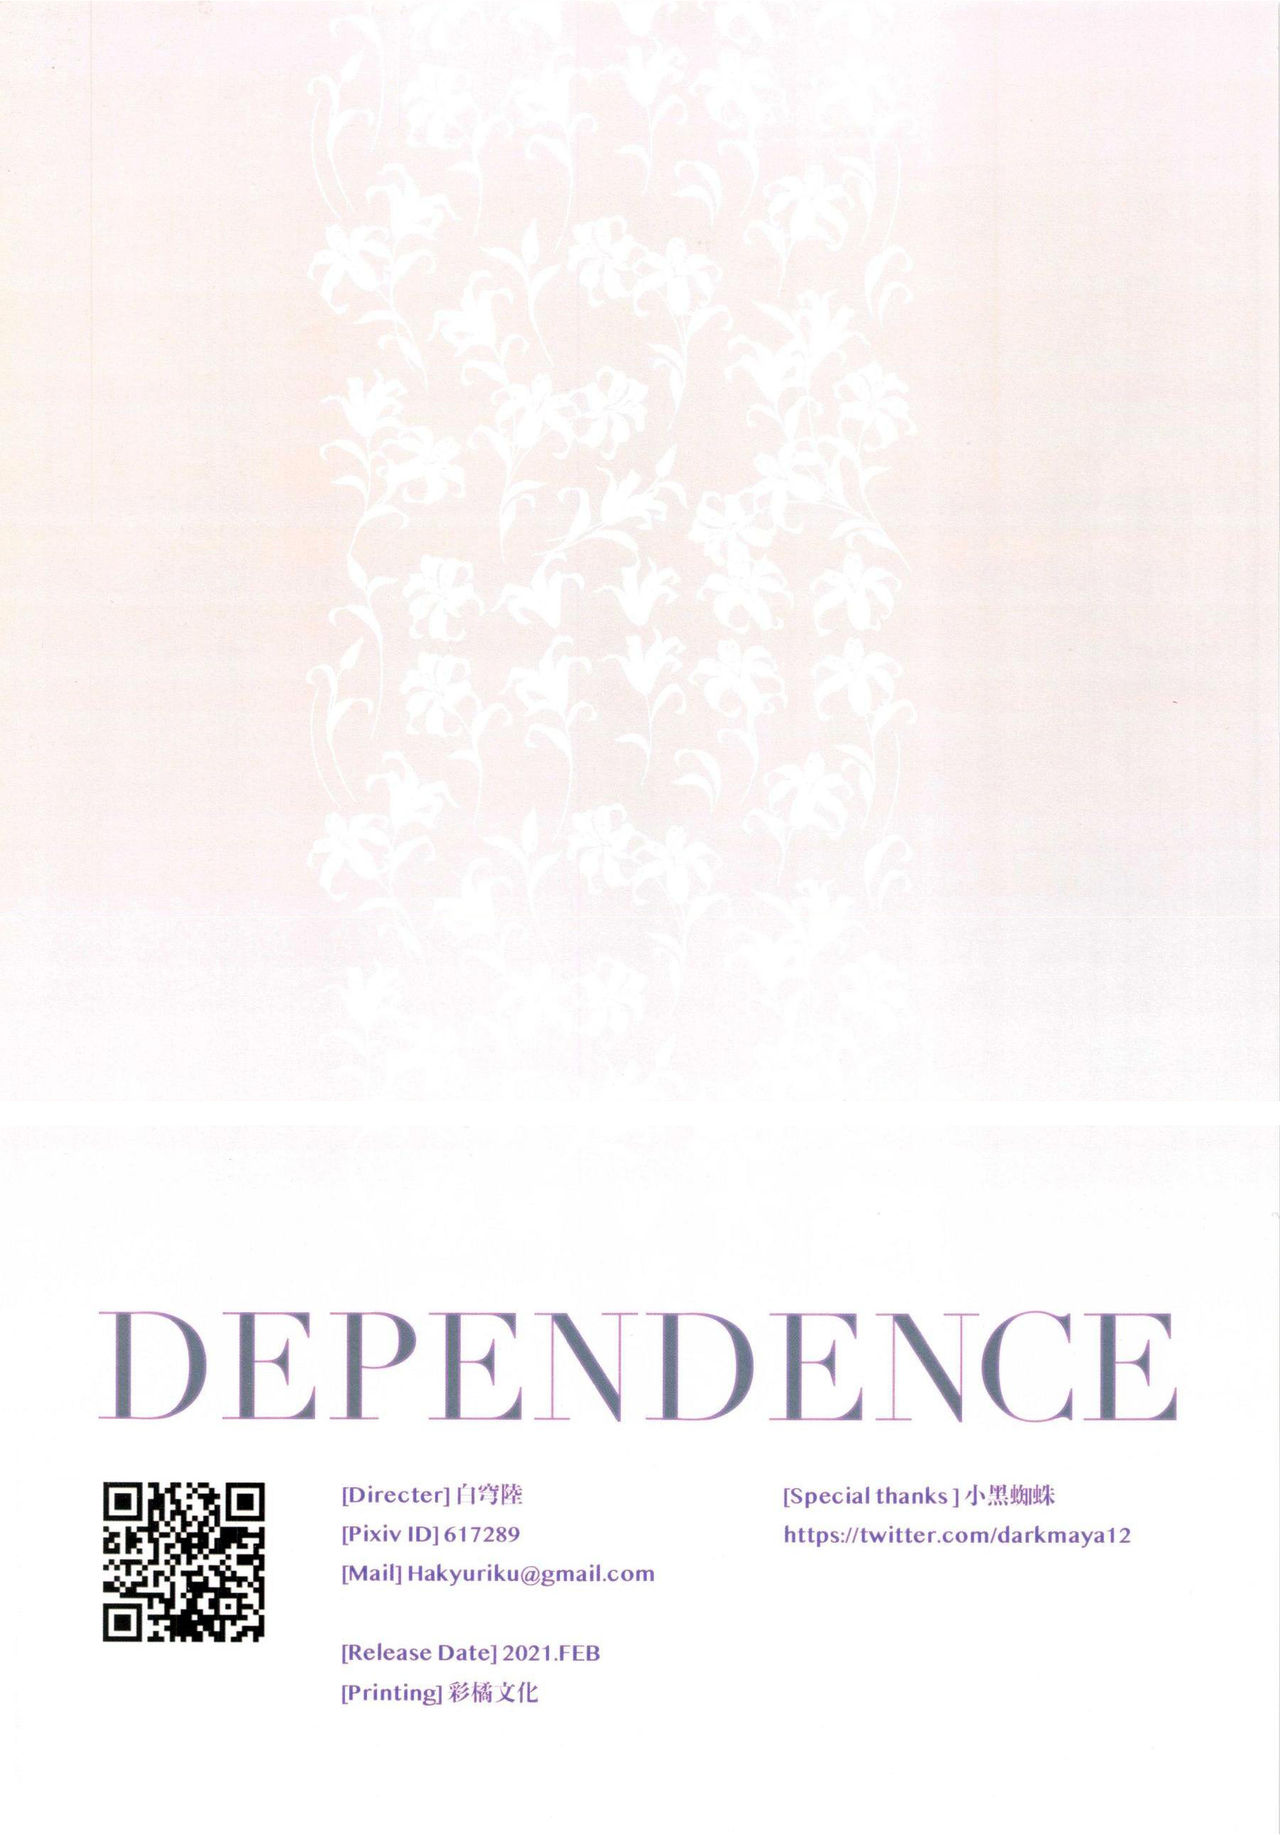 DEPENDENCE
[Directer] 白穹陸
[Pixiv ID] 617289
[Mail] Hakyuriku@gmail.com
[Release Date] 2021.FEB
[Printing] 彩橘文化
[Special thanks ] 小黑蜘蛛
https://twitter.com/darkmaya12